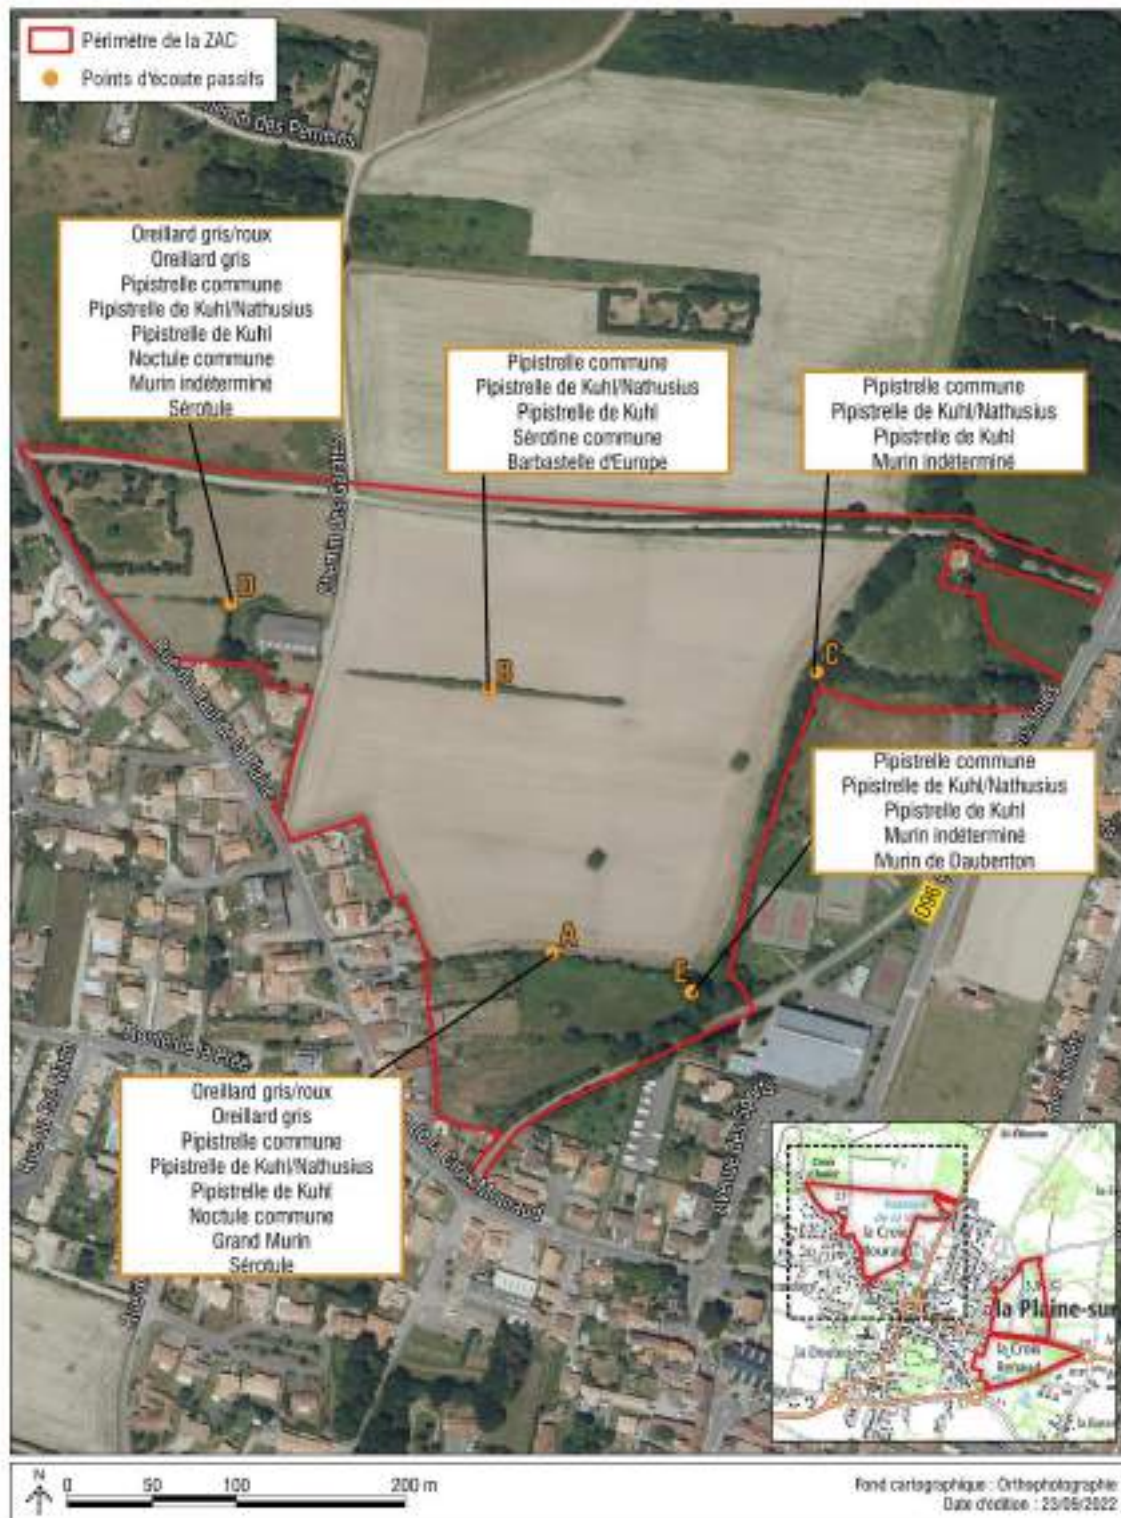 Périmètre de la ZAC
Points d'écoute passifs
Oreillard gris/roux
Oreillard gris
Pipistrelle commune
Pipistrelle de Kuhl/Nathusius
Pipistrelle de Kuhl
Noctule commune
Murin indéterminé
Sérotule
Pipistrelle commune
Pipistrelle de Kuhl/Nathusius
Pipistrelle de Kuhl
Sérotine commune
Barbastelle d'Europe
Pipistrelle commune
Pipistrelle de Kuhl/Nathusius
Pipistrelle de Kuhl
Murin indéterminé
D
B
C
Pipistrelle commune
Pipistrelle de Kuhl/Nathusius
Pipistrelle de Kuhl
Murin indéterminé
Murin de Daubenton
D96
A
E
Oreillard gris/roux
Oreillard gris
Pipistrelle commune
Pipistrelle de Kuhl/Nathusius
Pipistrelle de Kuhl
Noctule commune
Grand Murin
Sérotule
la Croix
la Plaine-sur
la Croix
N
0 50 100 200 m
Fond cartographique : Orthophotographie
Date d'édition : 23/09/2022